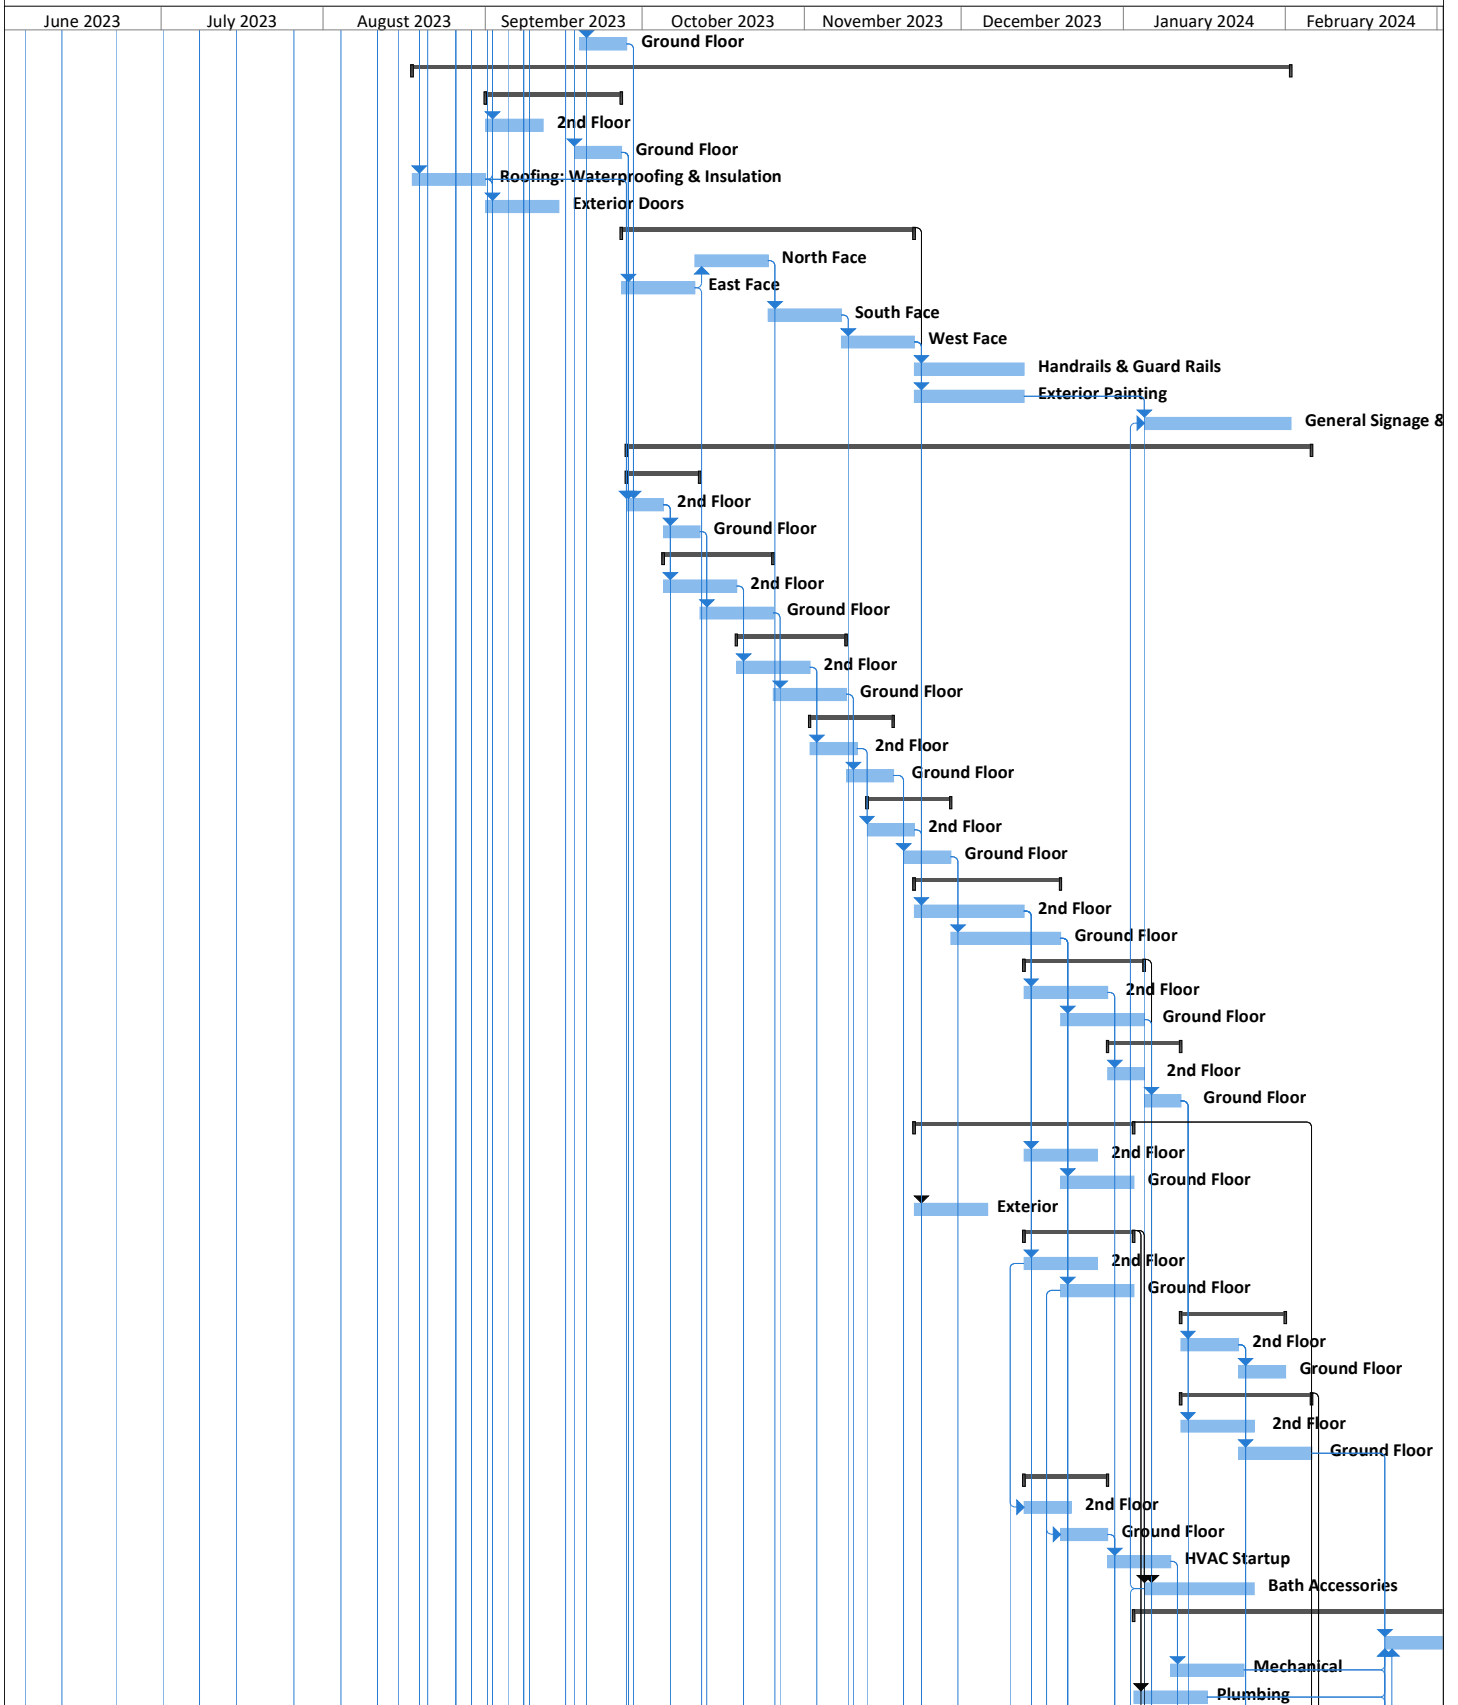 June 2023 July 2023 August 2023 September 2023 October 2023 November 2023 December 2023 January 2024 February 2024
Ground Floor
2nd Floor
Ground Floor
Roofing: Waterproofing & Insulation
Exterior Doors
North Face
East Face
South Face
West Face
Handrails & Guard Rails
Exterior Painting
General Signage &
2nd Floor
Ground Floor
2nd Floor
Ground Floor
2nd Floor
Ground Floor
2nd Floor
Ground Floor
2nd Floor
Ground Floor
2nd Floor
Ground Floor
2nd Floor
Ground Floor
2nd Floor
Ground Floor
2nd Floor
Ground Floor
Exterior
2nd Floor
Ground Floor
2nd Floor
Ground Floor
2nd Floor
Ground Floor
2nd Floor
Ground Floor
HVAC Startup
Bath Accessories
Mechanical
Plumbing